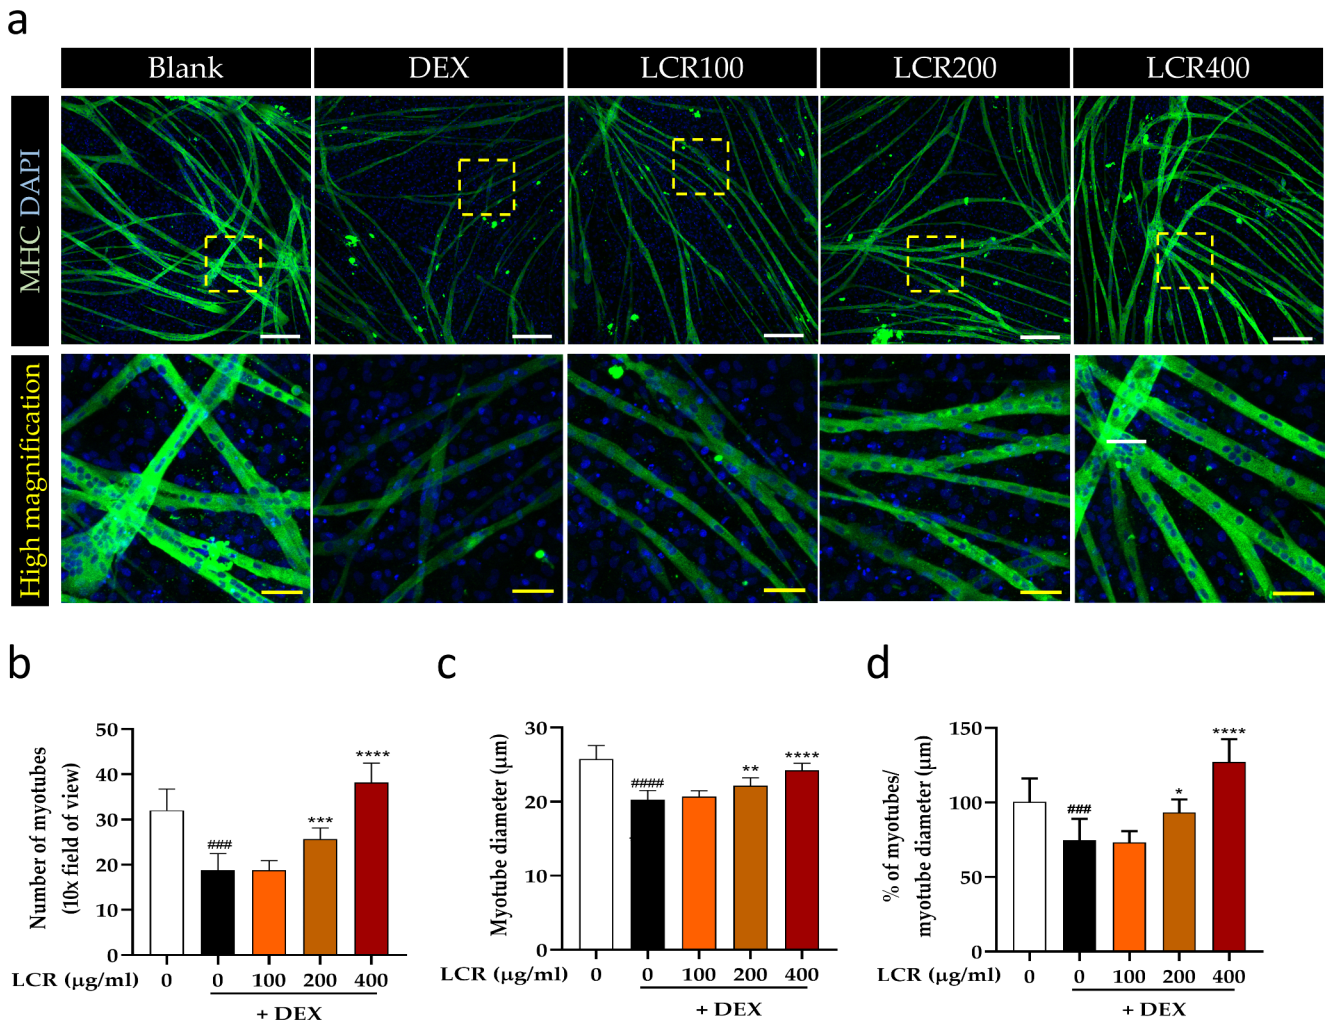 a
Blank
DEX
LCR100
LCR200
LCR400
MHC DAPI
High magnification
b
Number of myotubes
(10x field of view)
50
40
30
20
10
0
###
***
****
LCR (µg/ml) 0 0 100 200 400
+ DEX
c
Myotube diameter (µm)
30
20
10
0
####
**
****
LCR (µg/ml) 0 0 100 200 400
+ DEX
d
% of myotubes/
myotube diameter (µm)
150
100
50
0
###
*
****
LCR (µg/ml) 0 0 100 200 400
+ DEX